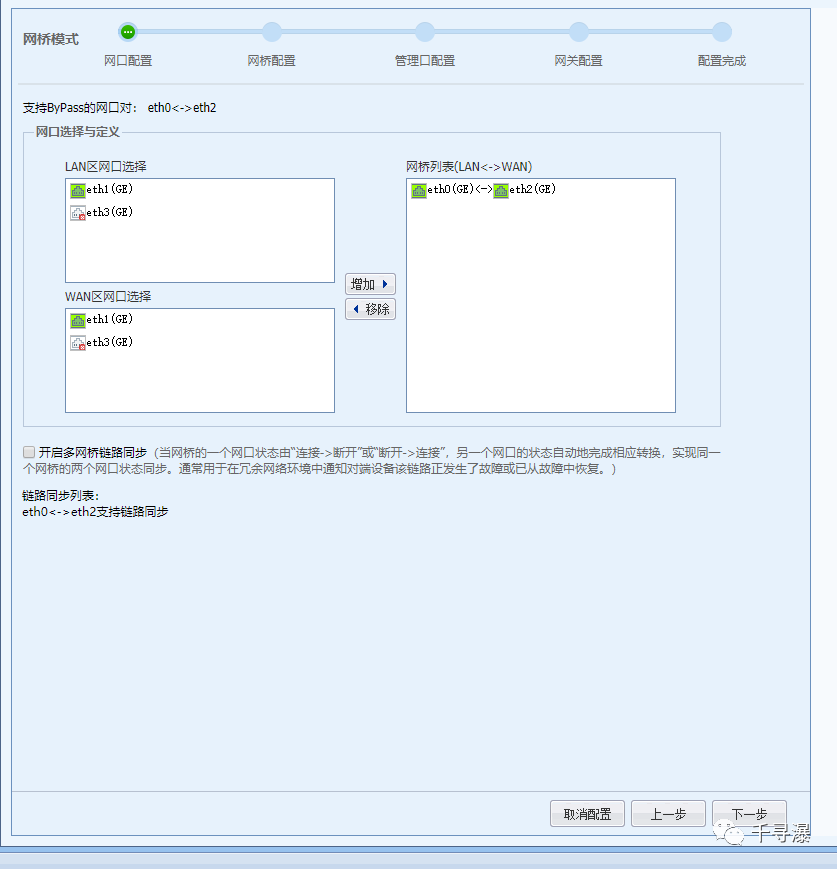 网桥模式
网口配置
网桥配置
管理口配置
网关配置
配置完成
支持ByPass的网口对： eth0<->eth2
网口选择与定义
LAN区网口选择
eth1(GE)
eth3(GE)
WAN区网口选择
eth1(GE)
eth3(GE)
增加
移除
网桥列表(LAN<->WAN)
eth0(GE)<->eth2(GE)
开启多网桥链路同步（当网桥的一个网口状态由“连接->断开”或“断开->连接”，另一个网口的状态自动地完成相应转换，实现同一
个网桥的两个网口状态同步。通常用于在冗余网络环境中通知对端设备该链路正发生了故障或已从故障中恢复。）
链路同步列表：
eth0<->eth2支持链路同步
取消配置
上一步
下一步
千寻瀑